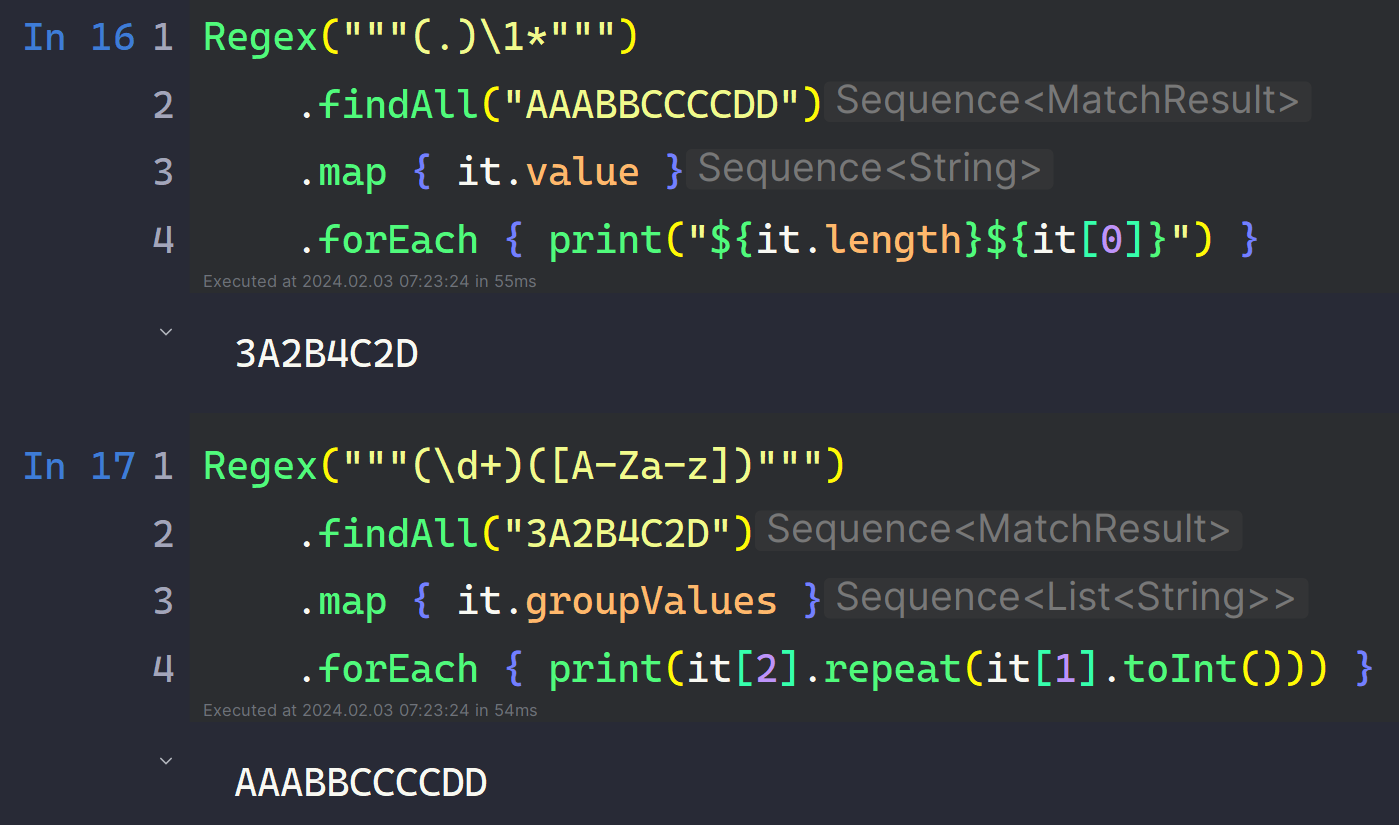 In 16 1 Regex("""(.)\1*""")
2 .findAll("AAABBCCCCDD") Sequence<MatchResult>
3 .map { it.value } Sequence<String>
4 .forEach { print("${it.length}${it[0]}") }
Executed at 2024.02.03 07:23:24 in 55ms
3A2B4C2D
In 17 1 Regex("""(\d+)([A-Za-z])""")
2 .findAll("3A2B4C2D") Sequence<MatchResult>
3 .map { it.groupValues } Sequence<List<String>>
4 .forEach { print(it[2].repeat(it[1].toInt())) }
Executed at 2024.02.03 07:23:24 in 54ms
AAABBCCCCDD